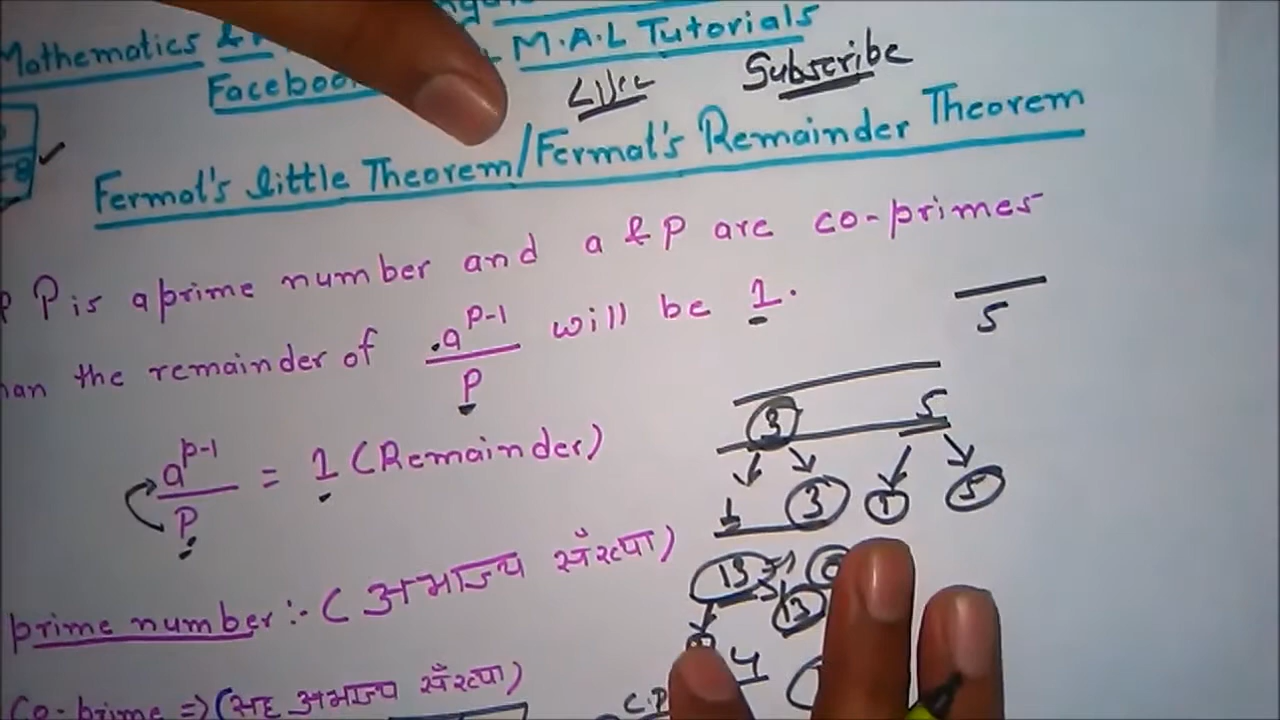 Mathematics & M.A.L Tutorials
Facebook
Like Subscribe
Fermat's little Theorem/Fermat's Remainder Theorem
P is a prime number and a & P are co-primes
the remainder of a^{P-1}/P will be 1.
5
a^{P-1}/P = 1 (Remainder)
3 5
1 3 1 5
prime number :- ( अभाज्य सँख्या )
13
13
4
Co-prime => (सह अभाज्य सँख्या)
C.P